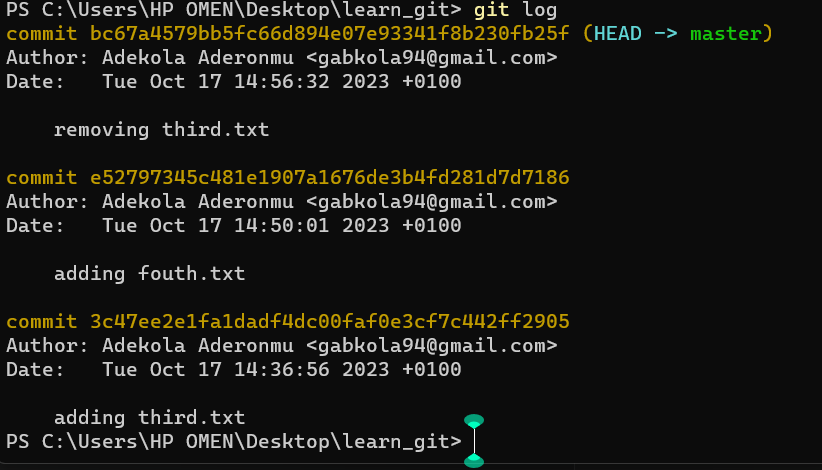 PS C:\Users\HP OMEN\Desktop\learn_git> git log
commit bc67a4579bb5fc66d894e07e93341f8b230fb25f (HEAD -> master)
Author: Adekola Aderonmu <gabkola94@gmail.com>
Date:   Tue Oct 17 14:56:32 2023 +0100
    removing third.txt
commit e52797345c481e1907a1676de3b4fd281d7d7186
Author: Adekola Aderonmu <gabkola94@gmail.com>
Date:   Tue Oct 17 14:50:01 2023 +0100
    adding fouth.txt
commit 3c47ee2e1fa1dadf4dc00faf0e3cf7c442ff2905
Author: Adekola Aderonmu <gabkola94@gmail.com>
Date:   Tue Oct 17 14:36:56 2023 +0100
    adding third.txt
PS C:\Users\HP OMEN\Desktop\learn_git>